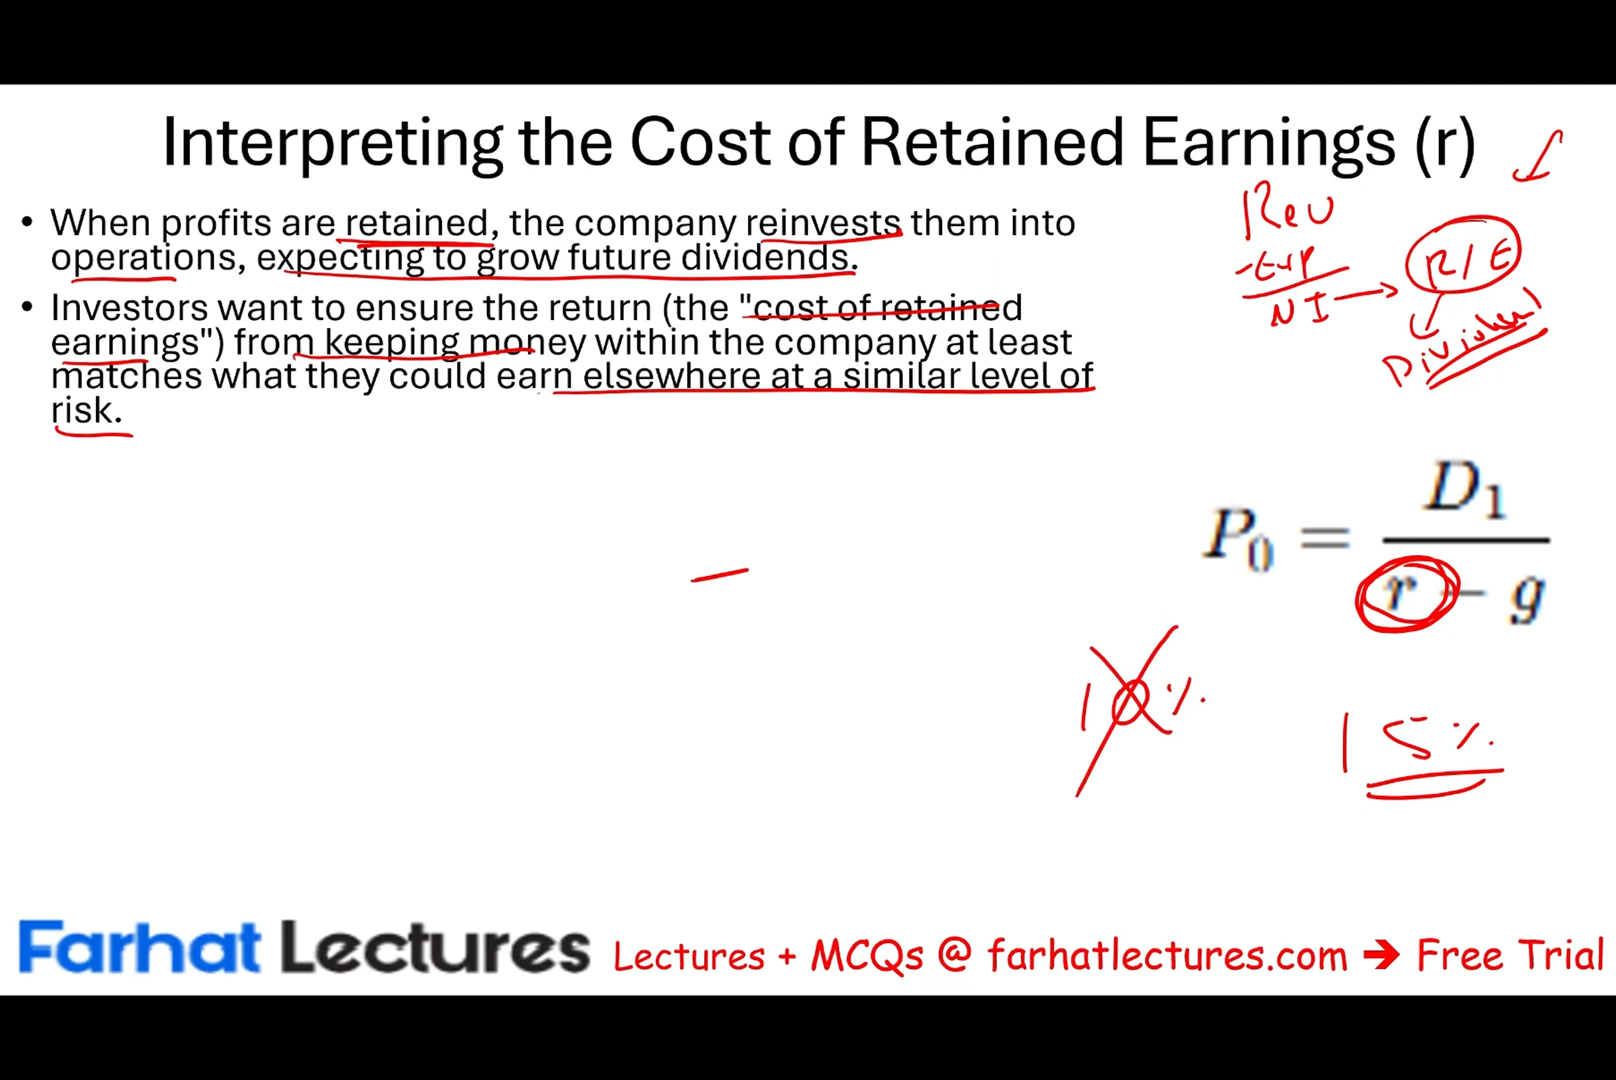 Interpreting the Cost of Retained Earnings (r)
• When profits are retained, the company reinvests them into
operations, expecting to grow future dividends.
• Investors want to ensure the return (the "cost of retained
earnings") from keeping money within the company at least
matches what they could earn elsewhere at a similar level of
risk.
Rev
-Exp
NI
R/E
P₀ = D₁ / (r - g)
10%
15%
Farhat Lectures Lectures + MCQs @ farhatlectures.com ➔ Free Trial